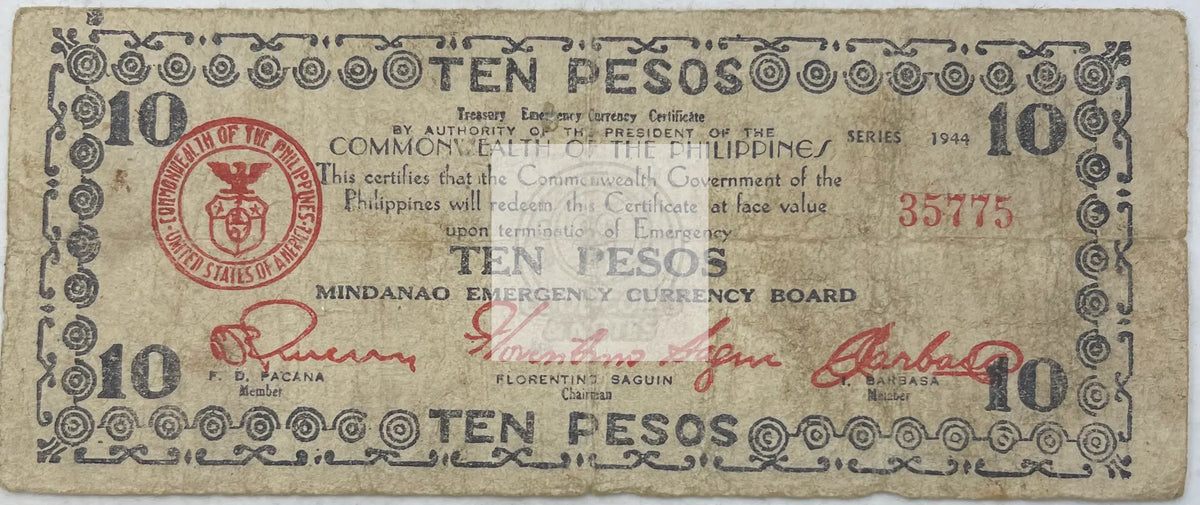 TEN PESOS
10
10
Treasury Emergency Currency Certificate
BY AUTHORITY OF THE PRESIDENT OF THE
COMMONWEALTH OF THE PHILIPPINES
SERIES 1944
This certifies that the Commonwealth Government of the
Philippines will redeem this Certificate at face value
upon termination of Emergency
35775
COMMONWEALTH OF THE PHILIPPINES
UNITED STATES OF AMERICA
TEN PESOS
MINDANAO EMERGENCY CURRENCY BOARD
Florentino Saguin
F. D. PACANA
Member
FLORENTINO SAGUIN
Chairman
BARBASA
Member
10
10
TEN PESOS